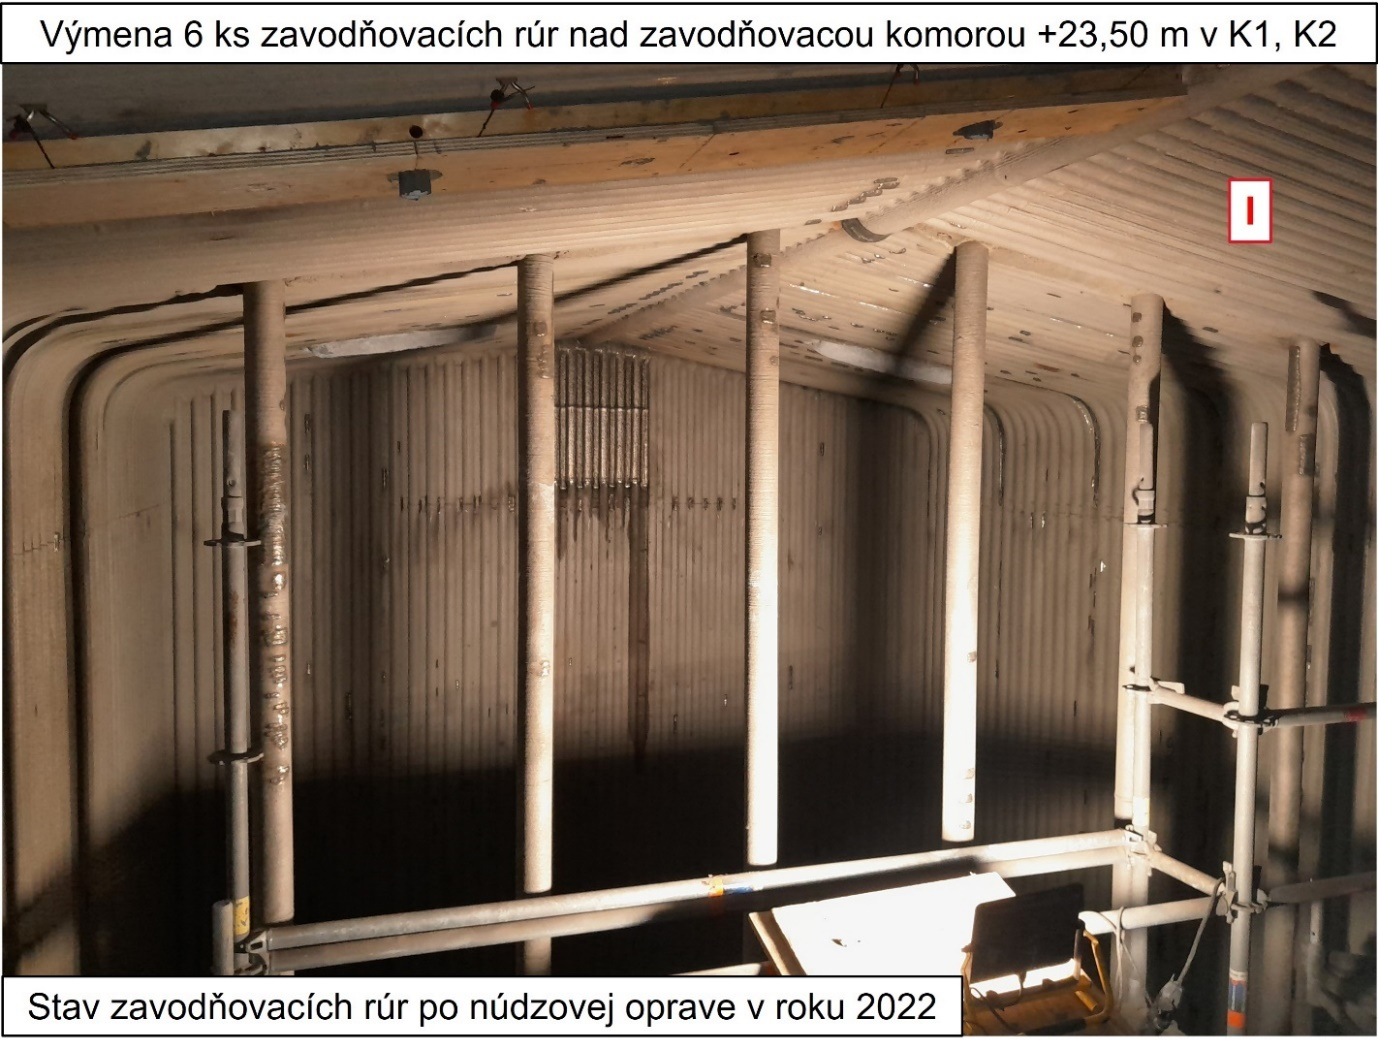 Výmena 6 ks zavodňovacích rúr nad zavodňovacou komorou +23,50 m v K1, K2
I
Stav zavodňovacích rúr po núdzovej oprave v roku 2022